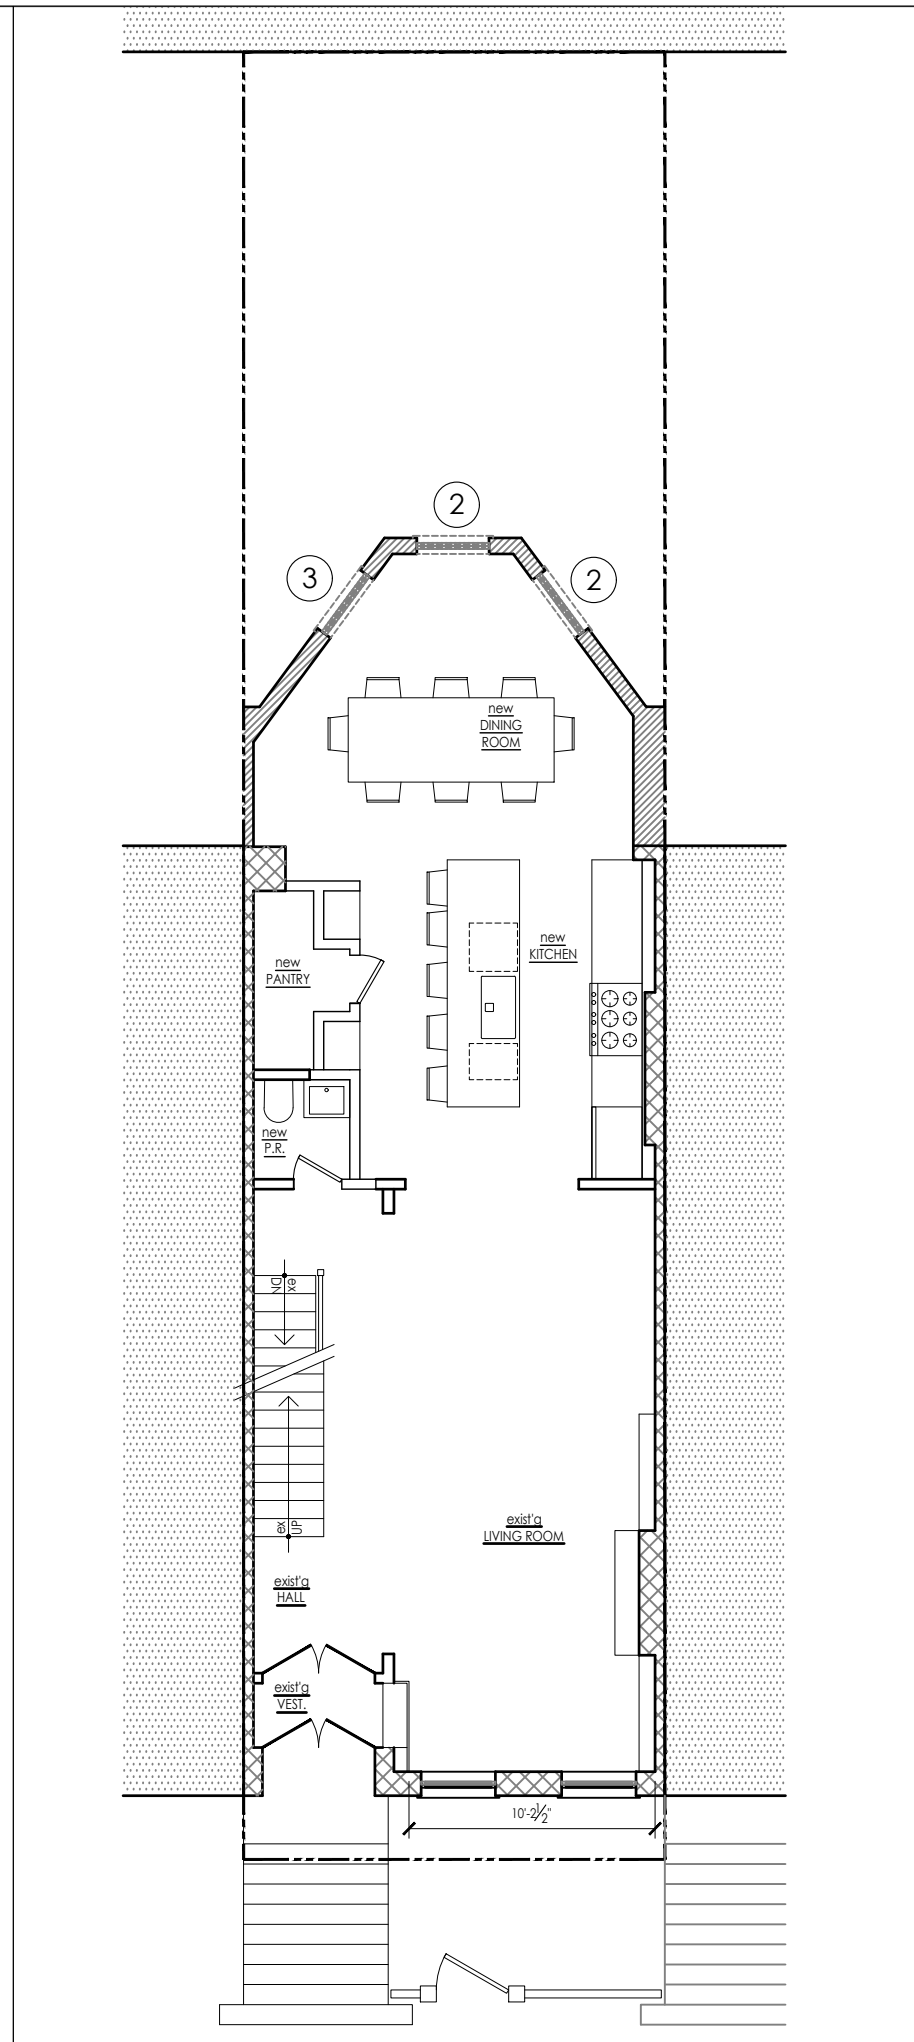 2
3
2
new
DINING
ROOM
new
KITCHEN
new
PANTRY
new
P.R.
ex
DN
ex
UP
exist'g
LIVING ROOM
exist'g
HALL
exist'g
VEST.
10'-2½"